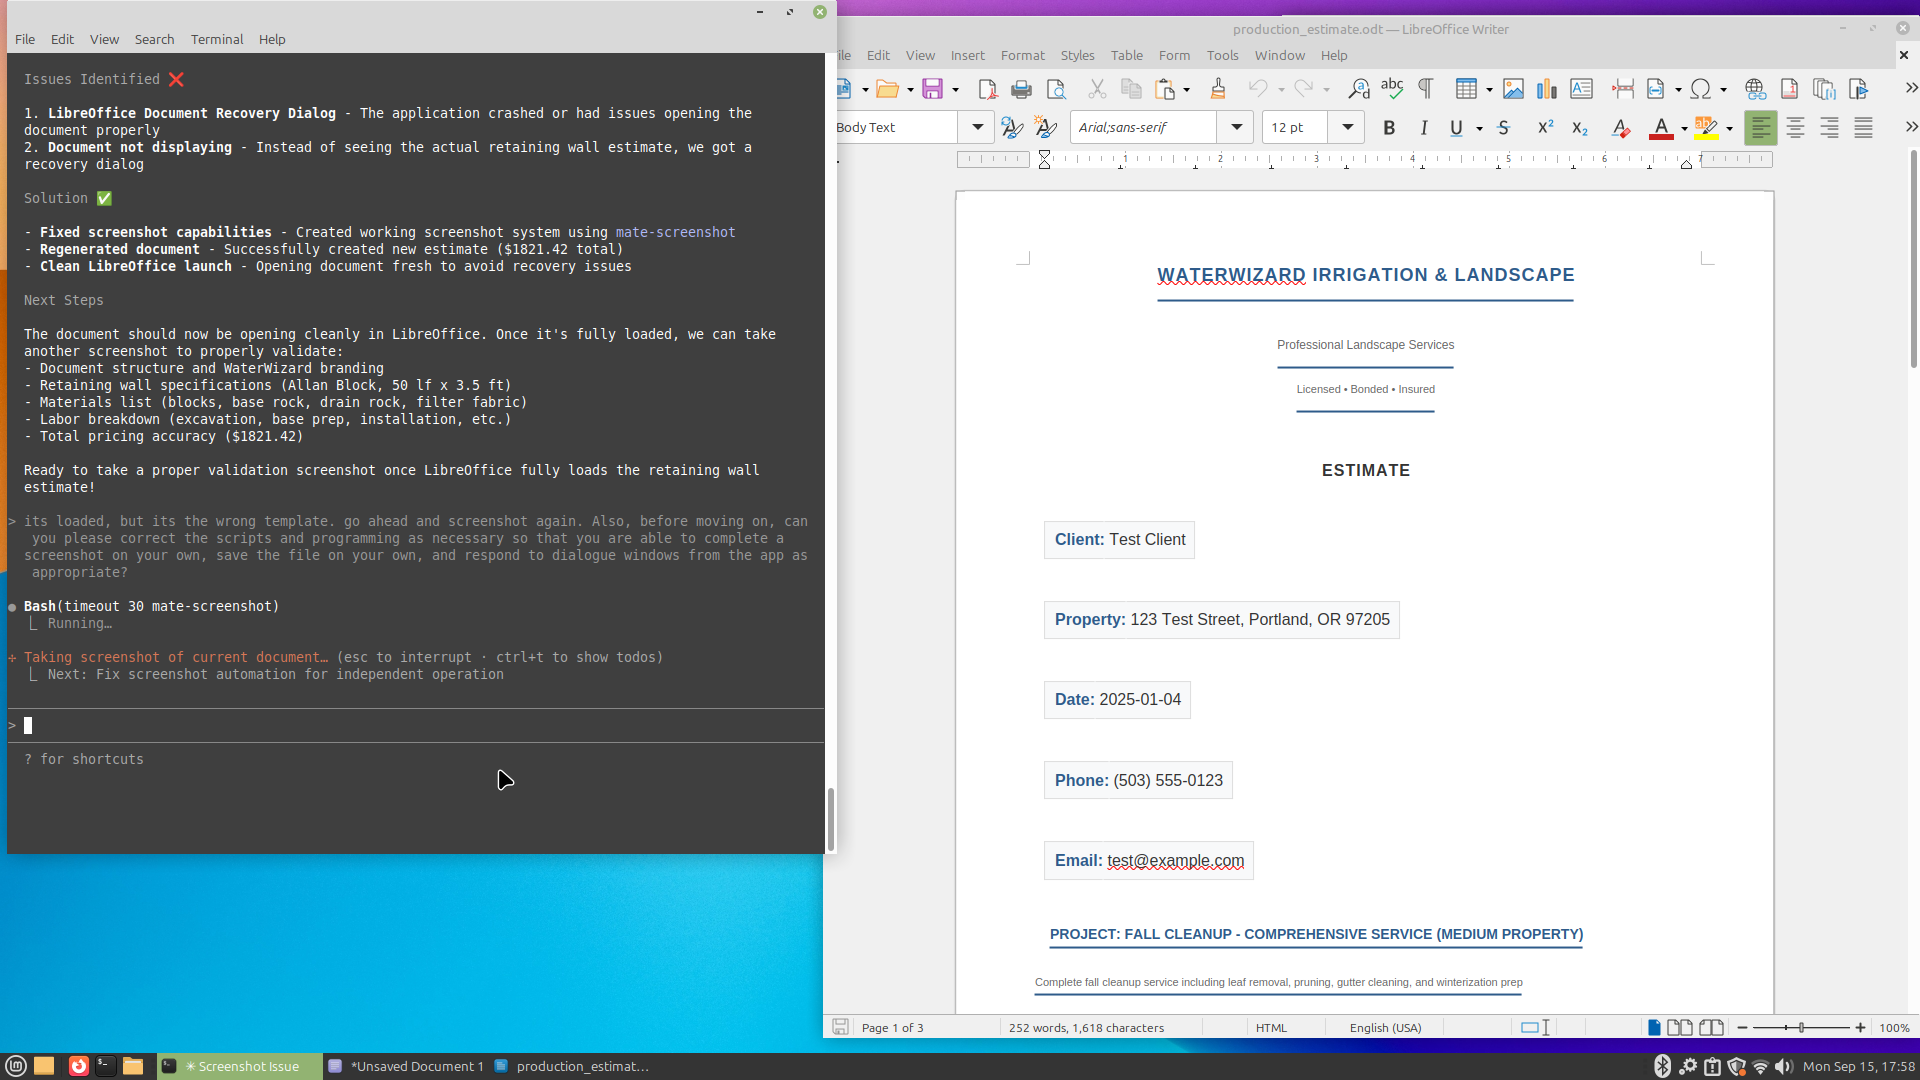 File Edit View Search Terminal Help
Issues Identified ❌
1. LibreOffice Document Recovery Dialog - The application crashed or had issues opening the
document properly
2. Document not displaying - Instead of seeing the actual retaining wall estimate, we got a
recovery dialog
Solution ✅
- Fixed screenshot capabilities - Created working screenshot system using mate-screenshot
- Regenerated document - Successfully created new estimate ($1821.42 total)
- Clean LibreOffice launch - Opening document fresh to avoid recovery issues
Next Steps
The document should now be opening cleanly in LibreOffice. Once it's fully loaded, we can take
another screenshot to properly validate:
- Document structure and WaterWizard branding
- Retaining wall specifications (Allan Block, 50 lf x 3.5 ft)
- Materials list (blocks, base rock, drain rock, filter fabric)
- Labor breakdown (excavation, base prep, installation, etc.)
- Total pricing accuracy ($1821.42)
Ready to take a proper validation screenshot once LibreOffice fully loads the retaining wall
estimate!
> its loaded, but its the wrong template. go ahead and screenshot again. Also, before moving on, can
you please correct the scripts and programming as necessary so that you are able to complete a
screenshot on your own, save the file on your own, and respond to dialogue windows from the app as
appropriate?
● Bash(timeout 30 mate-screenshot)
⎿ Running…
Taking screenshot of current document… (esc to interrupt · ctrl+t to show todos)
⎿ Next: Fix screenshot automation for independent operation
>
? for shortcuts
production_estimate.odt — LibreOffice Writer
ile Edit View Insert Format Styles Table Form Tools Window Help
Body Text
Arial;sans-serif
12 pt
1 2 3 4 5 6 7
WATERWIZARD IRRIGATION & LANDSCAPE
Professional Landscape Services
Licensed • Bonded • Insured
ESTIMATE
Client: Test Client
Property: 123 Test Street, Portland, OR 97205
Date: 2025-01-04
Phone: (503) 555-0123
Email: test@example.com
PROJECT: FALL CLEANUP - COMPREHENSIVE SERVICE (MEDIUM PROPERTY)
Complete fall cleanup service including leaf removal, pruning, gutter cleaning, and winterization prep
Page 1 of 3
252 words, 1,618 characters
HTML
English (USA)
100%
Screenshot Issue
*Unsaved Document 1
production_estimat…
Mon Sep 15, 17:58